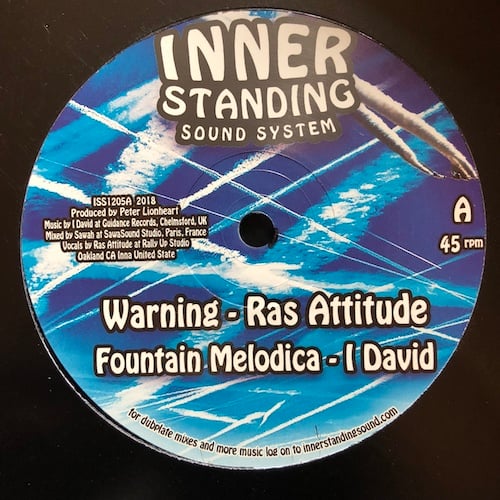 INNER
STANDING
SOUND SYSTEM
ISS1205A 2018
Produced by Peter Lionheart
Music by I David at Guidance Records, Chelmsford, UK
Mixed by Sawah at SawaSound Studio, Paris, France
Vocals by Ras Attitude at Rally Up Studio
Oakland CA Inna United State
A
45 rpm
Warning - Ras Attitude
Fountain Melodica - I David
for dubplate mixes and more music log on to innerstandingsound.com